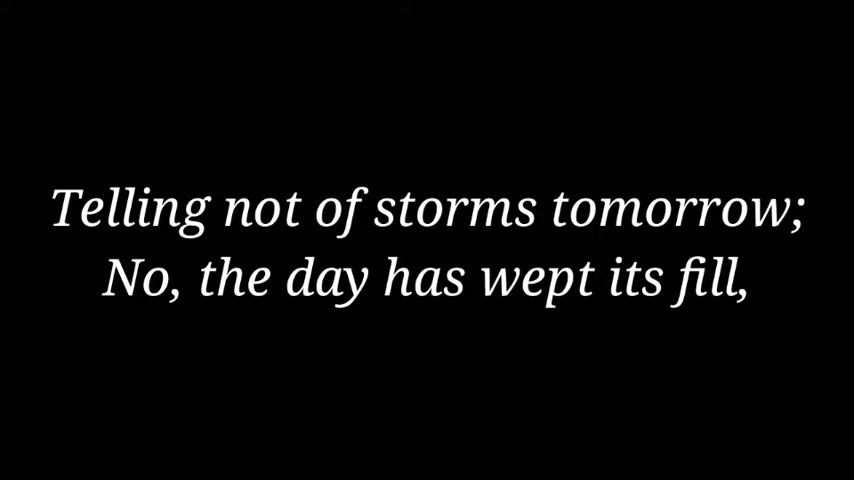 Telling not of storms tomorrow;
No, the day has wept its fill,